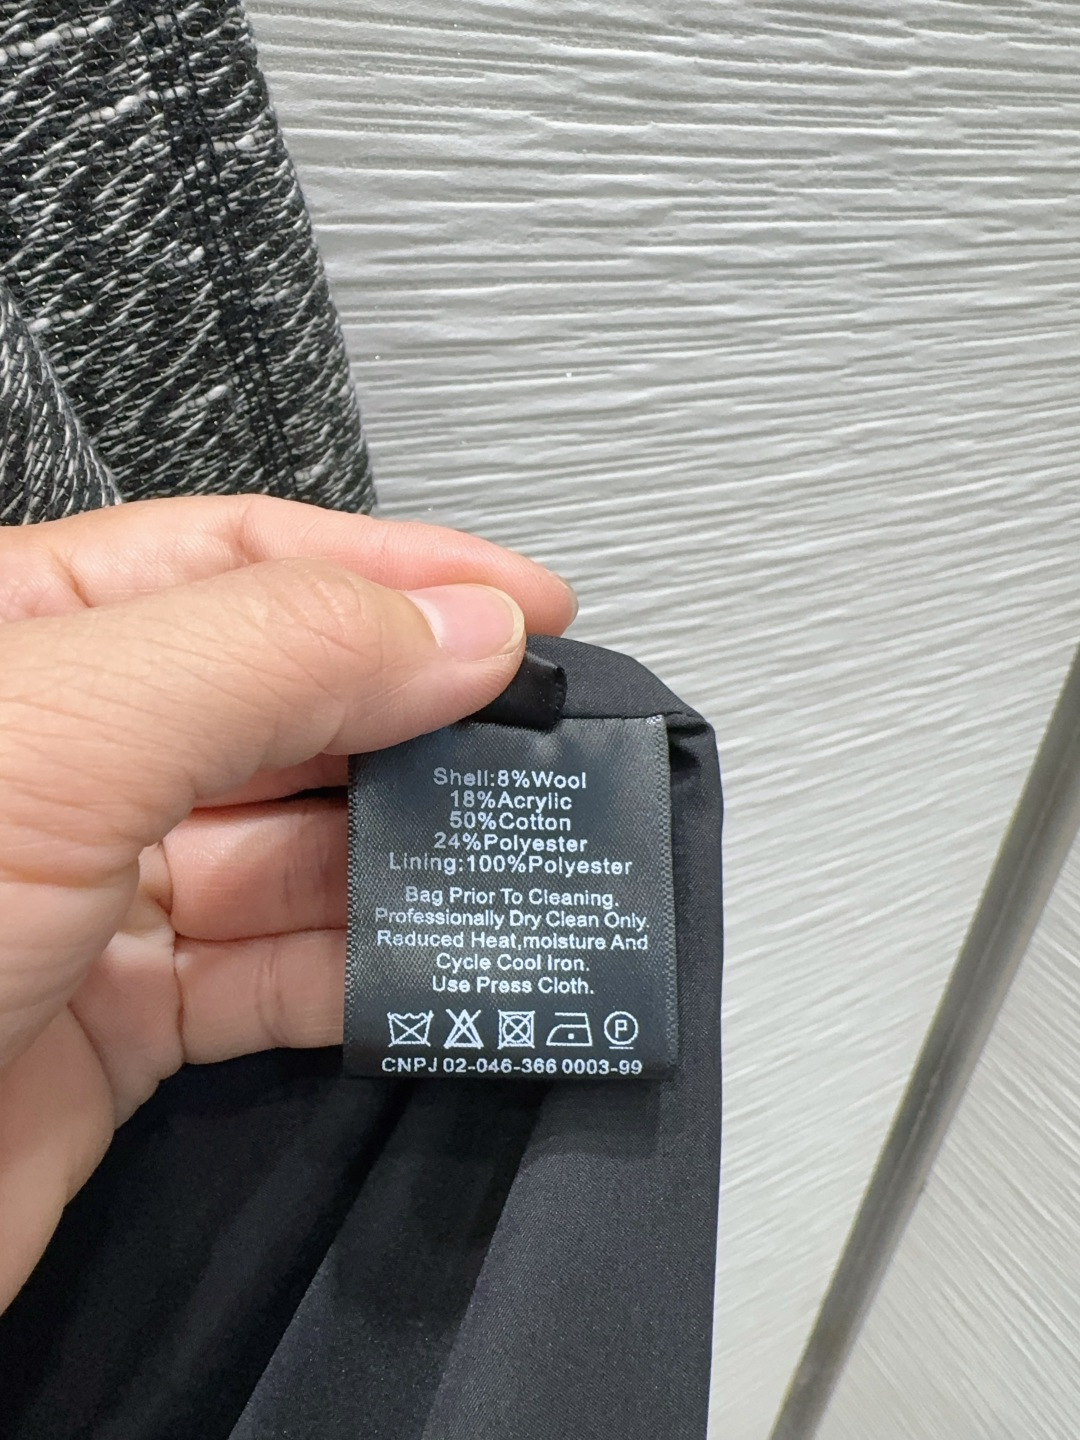 Shell:8%Wool
18%Acrylic
50%Cotton
24%Polyester
Lining:100%Polyester
Bag Prior To Cleaning.
Professionally Dry Clean Only.
Reduced Heat,moisture And
Cycle Cool Iron.
Use Press Cloth.
P
CNPJ 02-046-366 0003-99